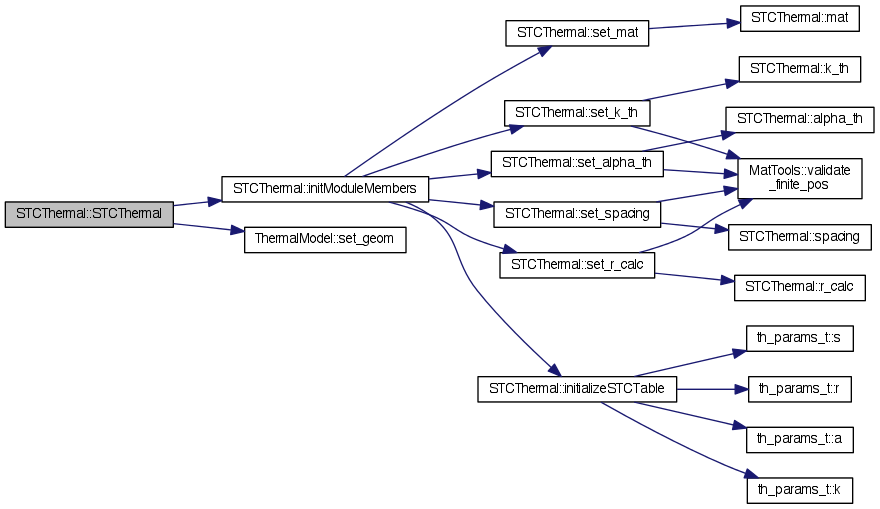 STCThermal::STCThermal
STCThermal::initModuleMembers
ThermalModel::set_geom
STCThermal::set_mat
STCThermal::set_k_th
STCThermal::set_alpha_th
STCThermal::set_spacing
STCThermal::set_r_calc
STCThermal::initializeSTCTable
STCThermal::mat
STCThermal::k_th
STCThermal::alpha_th
MatTools::validate
_finite_pos
STCThermal::spacing
STCThermal::r_calc
th_params_t::s
th_params_t::r
th_params_t::a
th_params_t::k